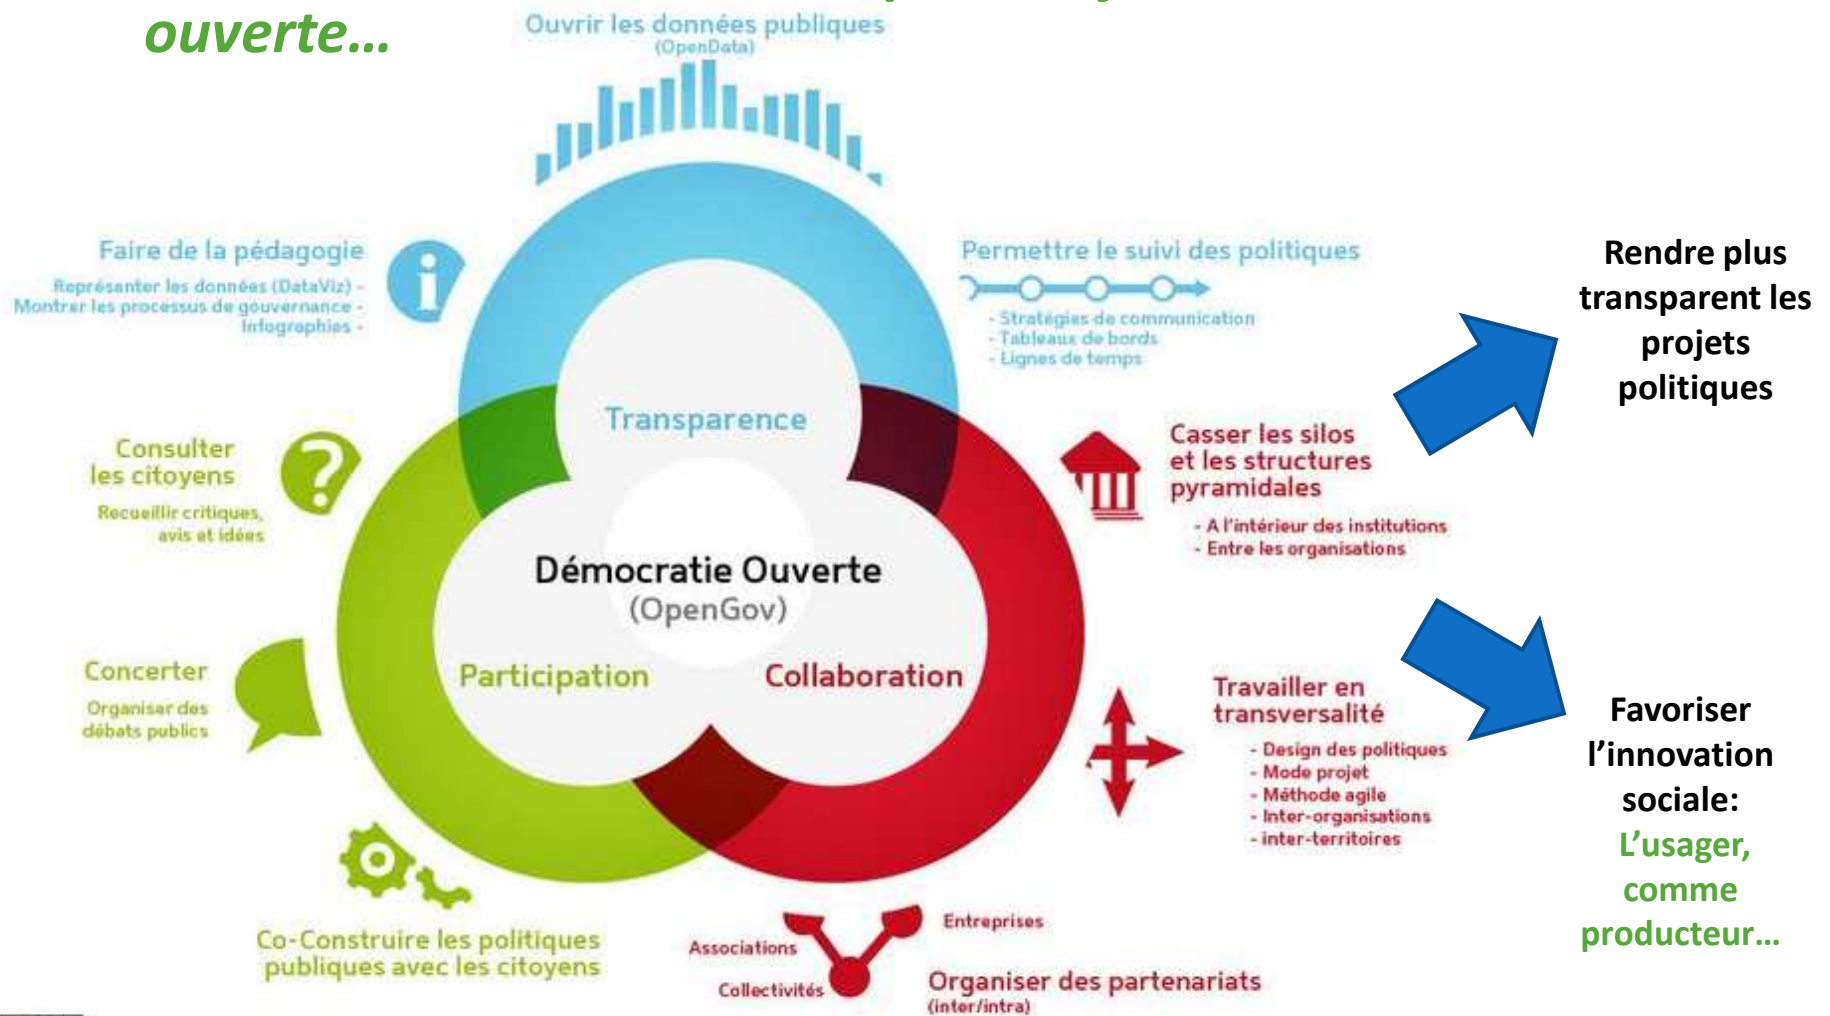 ouverte...
Ouvrir les données publiques
(OpenData)
Faire de la pédagogie
Représenter les données (DataViz) -
Montrer les processus de gouvernance -
Infographies -
Permettre le suivi des politiques
- Stratégies de communication
- Tableaux de bords
- Lignes de temps
Rendre plus
transparent les
projets
politiques
Transparence
Consulter
les citoyens
Recueillir critiques,
avis et idées
Casser les silos
et les structures
pyramidales
- A l'intérieur des institutions
- Entre les organisations
Démocratie Ouverte
(OpenGov)
Participation
Collaboration
Concerter
Organiser des
débats publics
Travailler en
transversalité
- Design des politiques
- Mode projet
- Méthode agile
- Inter-organisations
- inter-territoires
Favoriser
l’innovation
sociale:
L’usager,
comme
producteur...
Co-Construire les politiques
publiques avec les citoyens
Associations
Entreprises
Collectivités
Organiser des partenariats
(inter/intra)